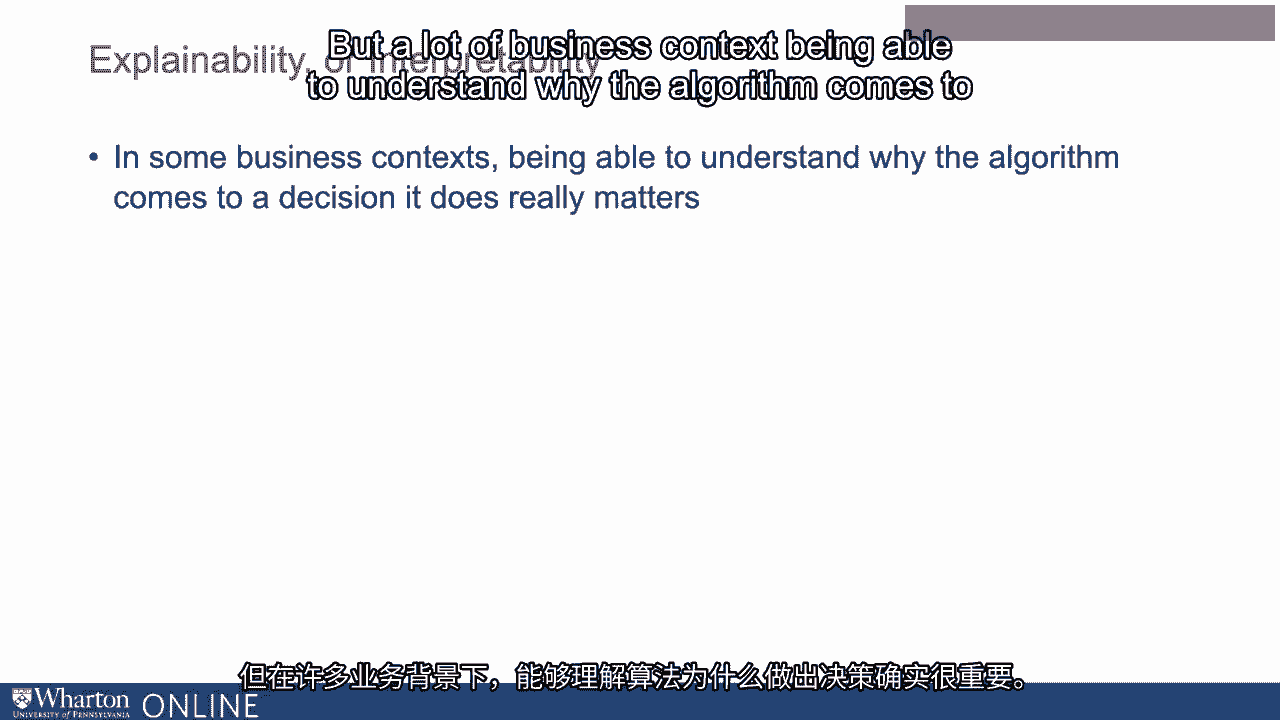 But a lot of business context being able
to understand why the algorithm comes to
Explainability, or Interpretability
• In some business contexts, being able to understand why the algorithm
comes to a decision it does really matters
但在许多业务背景下，能够理解算法为什么做出决策确实很重要。
Wharton
UNIVERSITY of PENNSYLVANIA
ONLINE